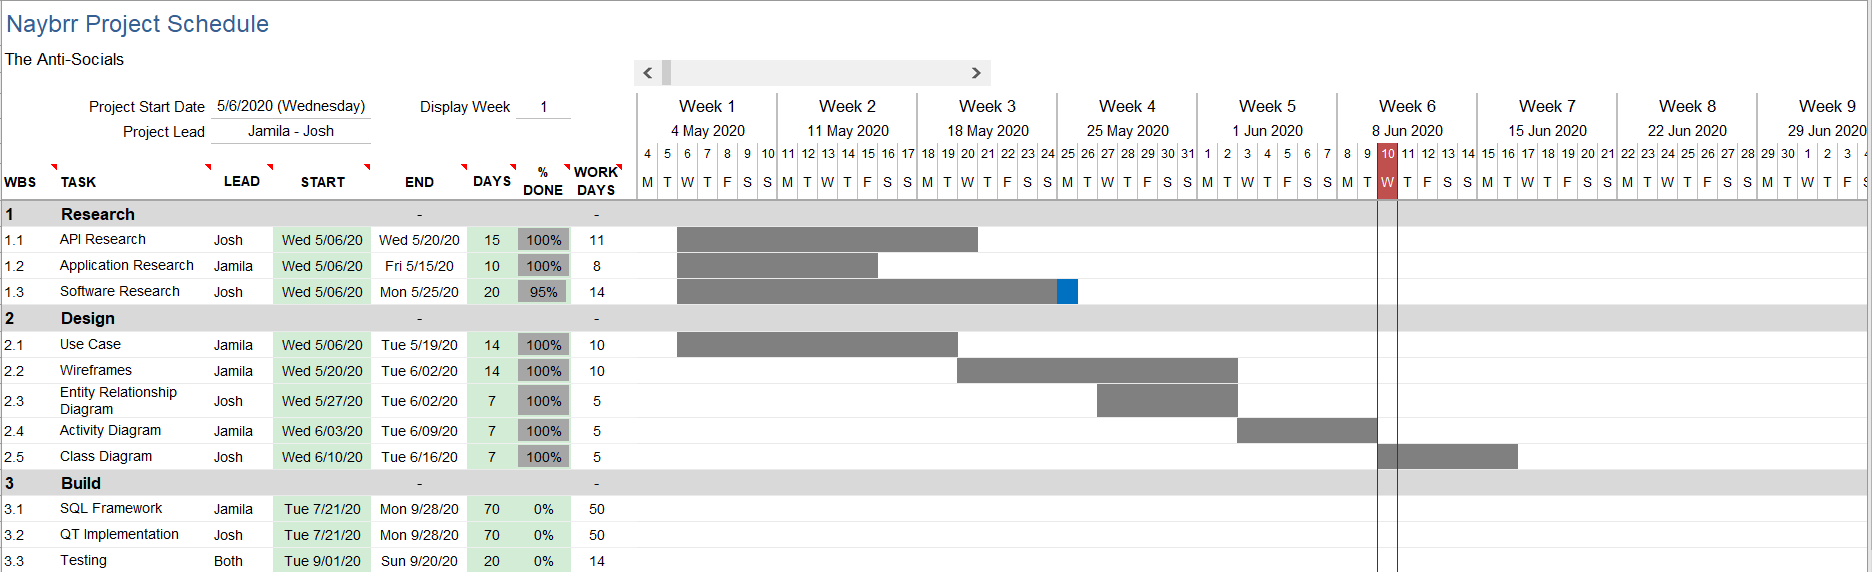 Naybrr Project Schedule
The Anti-Socials
Project Start Date 5/6/2020 (Wednesday) Display Week 1 Week 1 Week 2 Week 3 Week 4 Week 5 Week 6 Week 7 Week 8 Week 9
Project Lead Jamila - Josh 4 May 2020 11 May 2020 18 May 2020 25 May 2020 1 Jun 2020 8 Jun 2020 15 Jun 2020 22 Jun 2020 29 Jun 2020
4 5 6 7 8 9 10 11 12 13 14 15 16 17 18 19 20 21 22 23 24 25 26 27 28 29 30 31 1 2 3 4 5 6 7 8 9 10 11 12 13 14 15 16 17 18 19 20 21 22 23 24 25 26 27 28 29 30 1 2 3 4
WBS TASK LEAD START END DAYS % DONE WORK DAYS M T W T F S S M T W T F S S M T W T F S S M T W T F S S M T W T F S S M T W T F S S M T W T F S S M T W T F S S M T W T F S
1 Research - -
1.1 API Research Josh Wed 5/06/20 Wed 5/20/20 15 100% 11
1.2 Application Research Jamila Wed 5/06/20 Fri 5/15/20 10 100% 8
1.3 Software Research Josh Wed 5/06/20 Mon 5/25/20 20 95% 14
2 Design - -
2.1 Use Case Jamila Wed 5/06/20 Tue 5/19/20 14 100% 10
2.2 Wireframes Jamila Wed 5/20/20 Tue 6/02/20 14 100% 10
2.3 Entity Relationship Diagram Josh Wed 5/27/20 Tue 6/02/20 7 100% 5
2.4 Activity Diagram Jamila Wed 6/03/20 Tue 6/09/20 7 100% 5
2.5 Class Diagram Josh Wed 6/10/20 Tue 6/16/20 7 100% 5
3 Build - -
3.1 SQL Framework Jamila Tue 7/21/20 Mon 9/28/20 70 0% 50
3.2 QT Implementation Josh Tue 7/21/20 Mon 9/28/20 70 0% 50
3.3 Testing Both Tue 9/01/20 Sun 9/20/20 20 0% 14